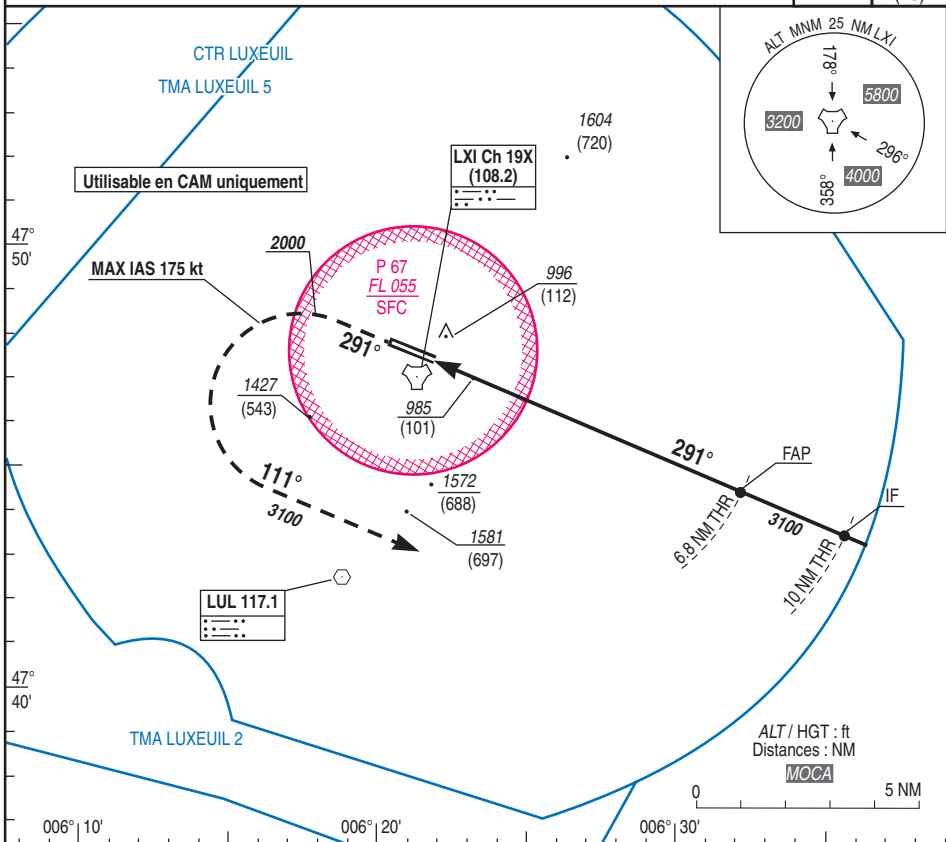 ALT MNM 25 NM LXI
178°
5800
3200
296°
4000
358°
CTR LUXEUIL
TMA LUXEUIL 5
1604
(720)
LXI Ch 19X
(108.2)
Utilisable en CAM uniquement
47°
50'
2000
MAX IAS 175 kt
P 67
FL 055
SFC
996
(112)
291°
1427
(543)
985
(101)
291°
FAP
IF
111°
3100
1572
(688)
3100
6.8 NM THR
1581
(697)
10 NM THR
LUL 117.1
47°
40'
TMA LUXEUIL 2
ALT / HGT : ft
Distances : NM
MOCA
0
5 NM
006° 10'
006° 20'
006° 30'